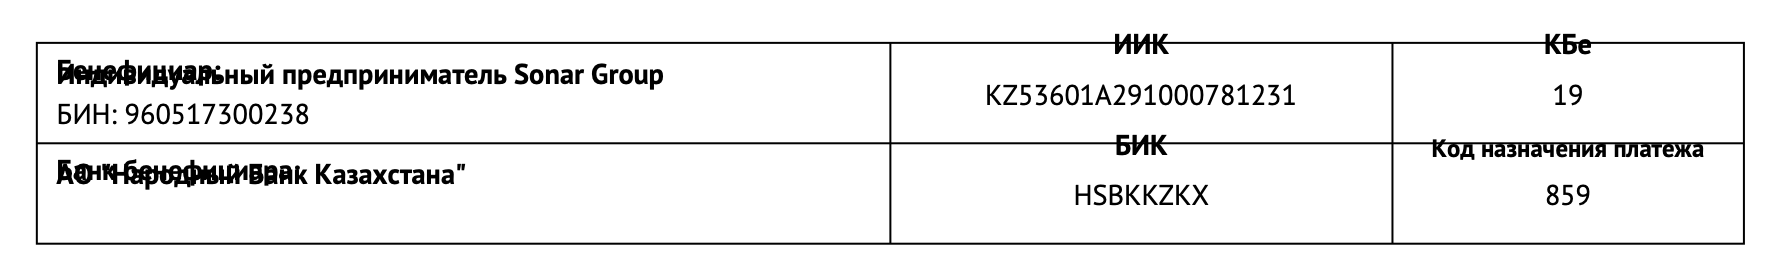 Бенефициар:
Индивидуальный предприниматель Sonar Group
БИН: 960517300238
ИИК
KZ53601A291000781231
КБе
19
Банк бенефициара:
АО "Народный Банк Казахстана"
БИК
HSBKKZKX
Код назначения платежа
859